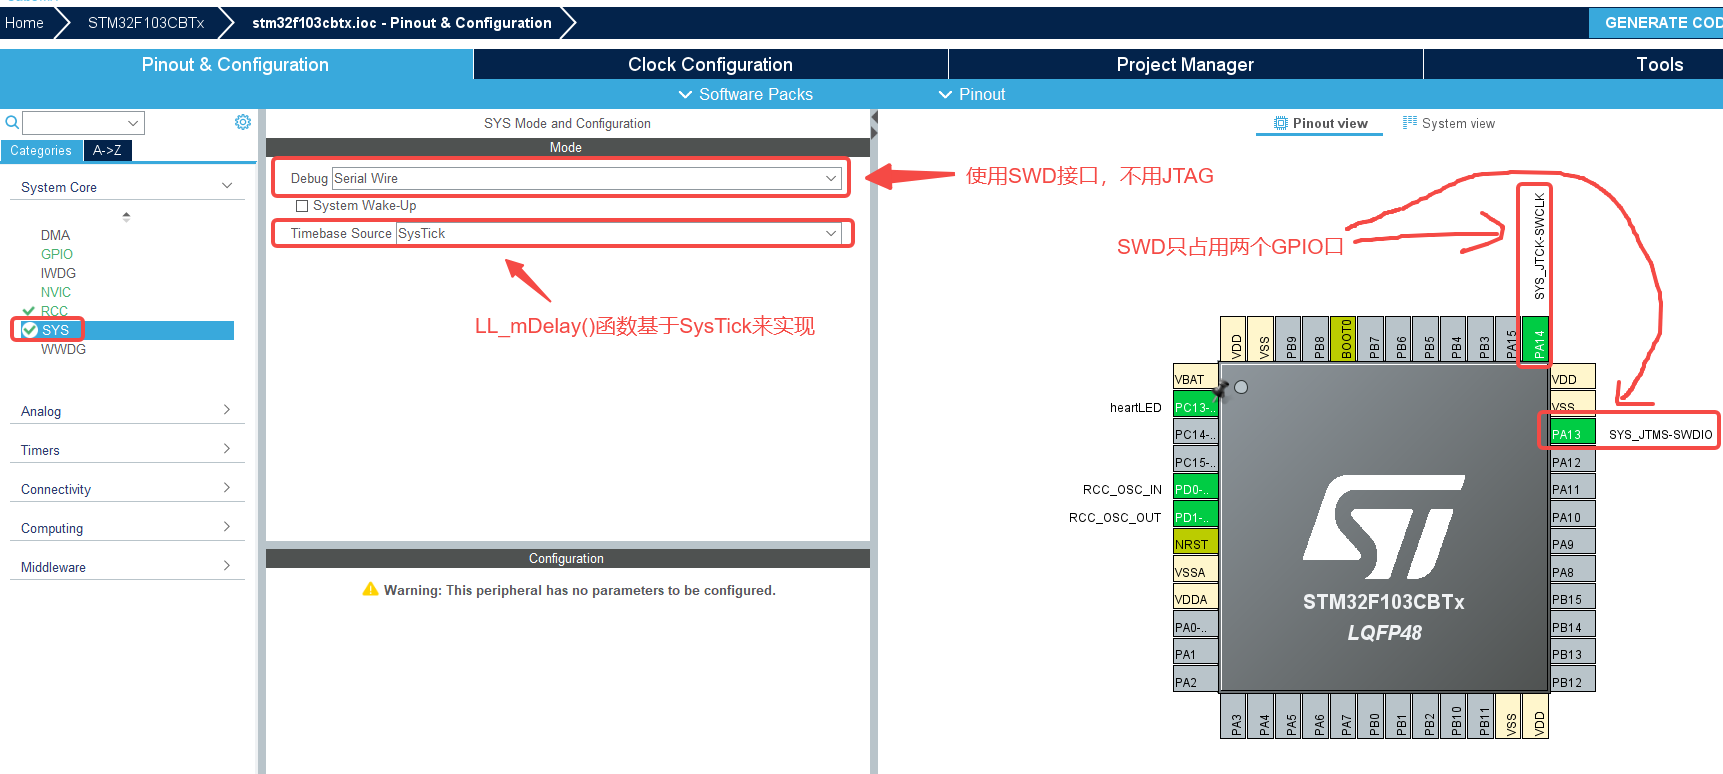 Home
STM32F103CBTx
stm32f103cbtx.ioc - Pinout & Configuration
GENERATE COD
Pinout & Configuration
Clock Configuration
Project Manager
Tools
Software Packs
Pinout
Categories
A->Z
System Core
DMA
GPIO
IWDG
NVIC
RCC
SYS
WWDG
Analog
Timers
Connectivity
Computing
Middleware
SYS Mode and Configuration
Mode
Debug Serial Wire
System Wake-Up
Timebase Source SysTick
使用SWD接口，不用JTAG
LL_mDelay()函数基于SysTick来实现
Configuration
Warning: This peripheral has no parameters to be configured.
Pinout view
System view
SWD只占用两个GPIO口
SYS_JTCK-SWCLK
VDD
VSS
PB9
PB8
BOOT0
PB7
PB6
PB5
PB4
PB3
PA15
PA14
VBAT
heartLED
PC13-..
PC14-..
PC15-..
RCC_OSC_IN
PD0-..
RCC_OSC_OUT
PD1-..
NRST
VSSA
VDDA
PA0-..
PA1
PA2
VDD
VSS
PA13
SYS_JTMS-SWDIO
PA12
PA11
PA10
PA9
PA8
PB15
PB14
PB13
PB12
ST
STM32F103CBTx
LQFP48
PA3
PA4
PA5
PA6
PA7
PB0
PB1
PB2
PB10
PB11
VSS
VDD